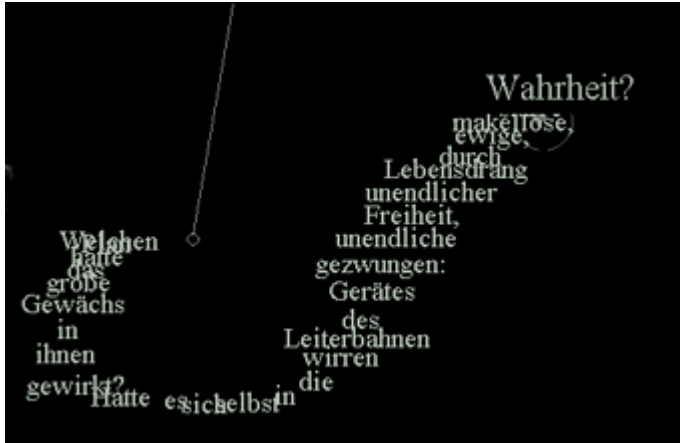 Welchen
Plan
hatte
das
große
Gewächs
in
ihnen
gewirkt?
Hatte
es
sich
selbst
in
die
wirren
Leiterbahnen
des
Gerätes
gezwungen:
unendliche
Freiheit,
unendlicher
Lebensdrang
durch
ewige,
makellose,
Wahrheit?